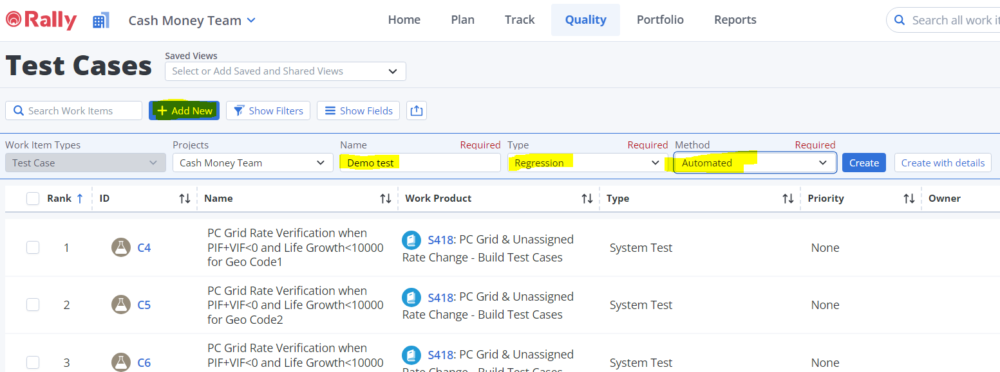 Rally
Cash Money Team
Home Plan Track Quality Portfolio Reports
Search all work it
Test Cases
Saved Views
Select or Add Saved and Shared Views
Search Work Items
+ Add New
Show Filters
Show Fields
Work Item Types Projects Name Required Type Required Method Required
Test Case Cash Money Team Demo test Regression Automated Create Create with details
Rank ID Name Work Product Type Priority Owner
1 C4
PC Grid Rate Verification when
PIF+VIF<0 and Life Growth<10000
for Geo Code1
S418: PC Grid & Unassigned
Rate Change - Build Test Cases
System Test None
2 C5
PC Grid Rate Verification when
PIF+VIF<0 and Life Growth<10000
for Geo Code2
S418: PC Grid & Unassigned
Rate Change - Build Test Cases
System Test None
3 C6
PC Grid Rate Verification when
PIF+VIF<0 and Life Growth<10000
S418: PC Grid & Unassigned
Rate Change - Build Test Cases
System Test None